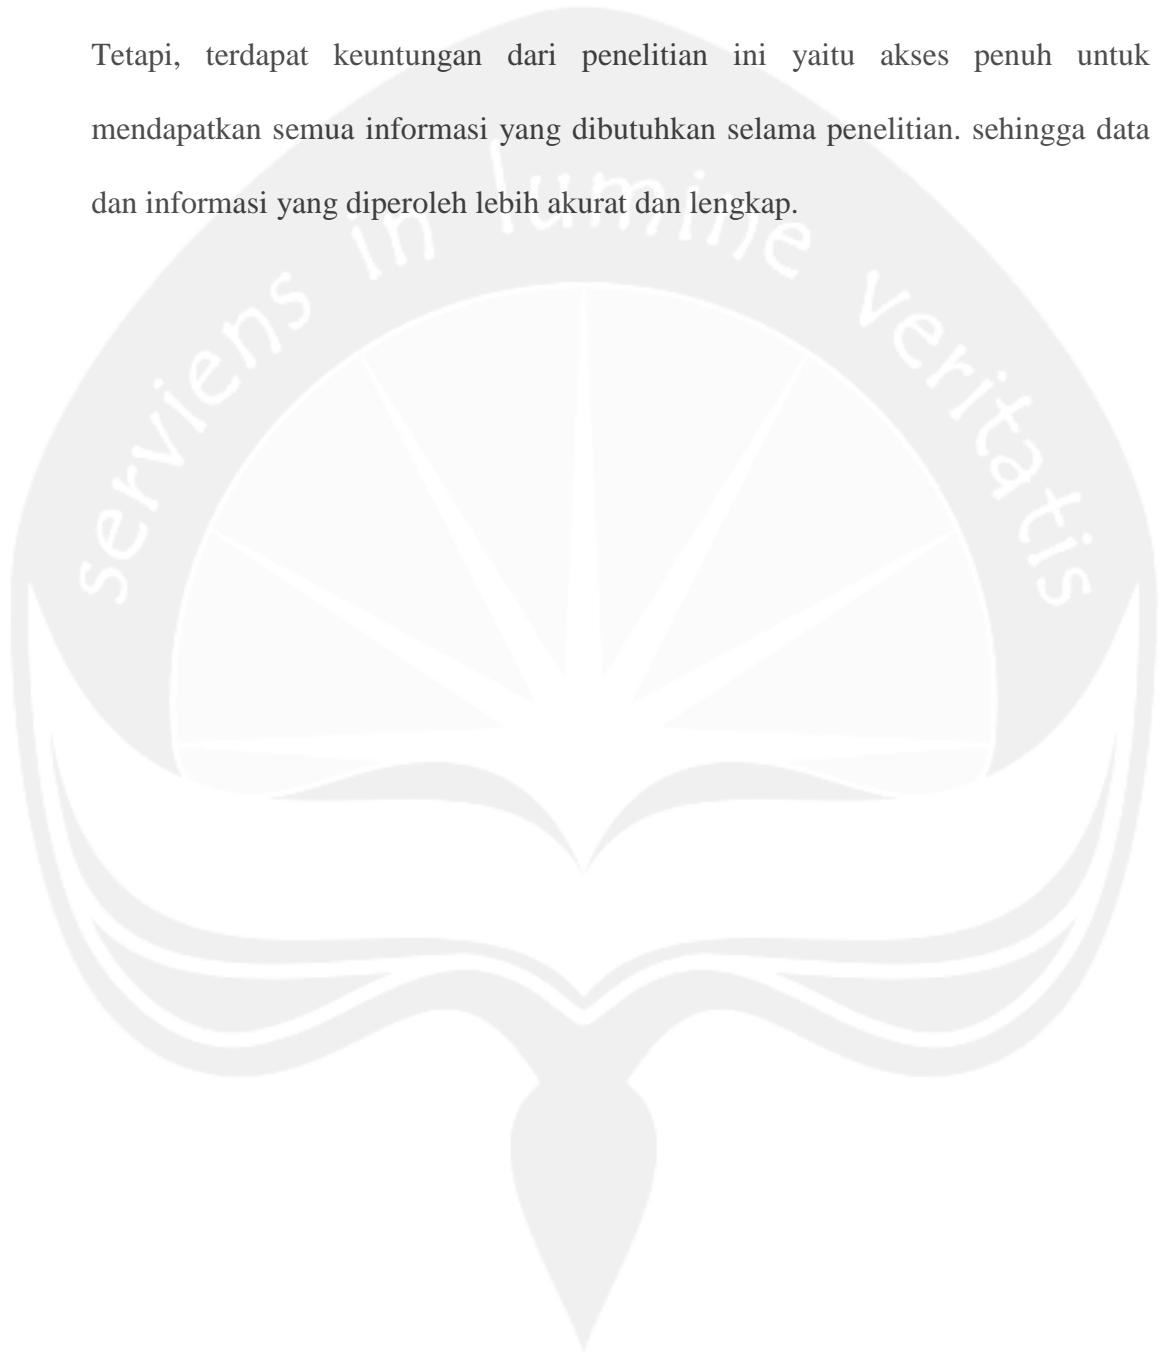 Tetapi, terdapat keuntungan dari penelitian ini yaitu akses penuh untuk
mendapatkan semua informasi yang dibutuhkan selama penelitian. sehingga data
dan informasi yang diperoleh lebih akurat dan lengkap.
serviens in lumine veritatis